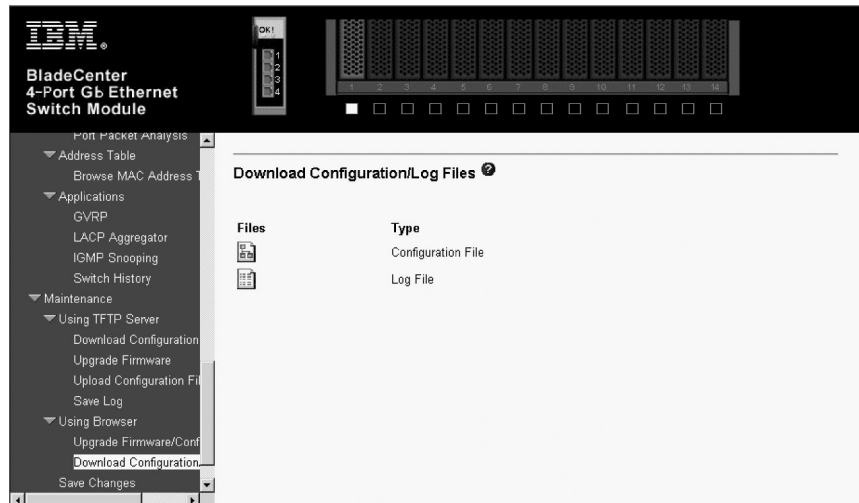 IBM®
BladeCenter
4-Port Gb Ethernet
Switch Module
OK!
1
2
3
4
1 2 3 4 5 6 7 8 9 10 11 12 13 14
Port Packet Analysis
Address Table
Browse MAC Address T
Applications
GVRP
LACP Aggregator
IGMP Snooping
Switch History
Maintenance
Using TFTP Server
Download Configuration
Upgrade Firmware
Upload Configuration Fil
Save Log
Using Browser
Upgrade Firmware/Conf
Download Configuration
Save Changes
Download Configuration/Log Files ?
Files Type
Configuration File
Log File